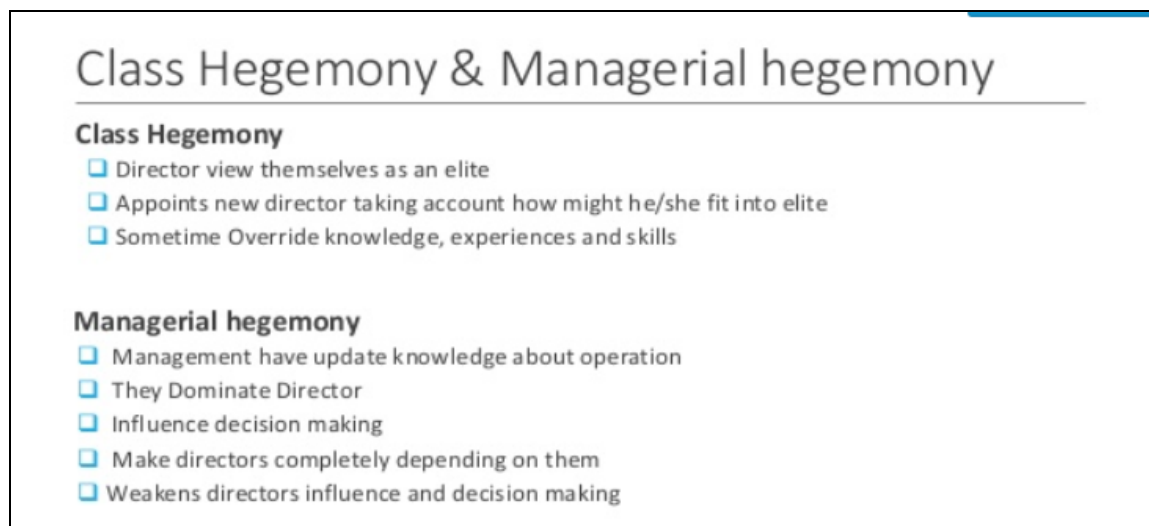 Class Hegemony & Managerial hegemony
Class Hegemony
Director view themselves as an elite
Appoints new director taking account how might he/she fit into elite
Sometime Override knowledge, experiences and skills
Managerial hegemony
Management have update knowledge about operation
They Dominate Director
Influence decision making
Make directors completely depending on them
Weakens directors influence and decision making